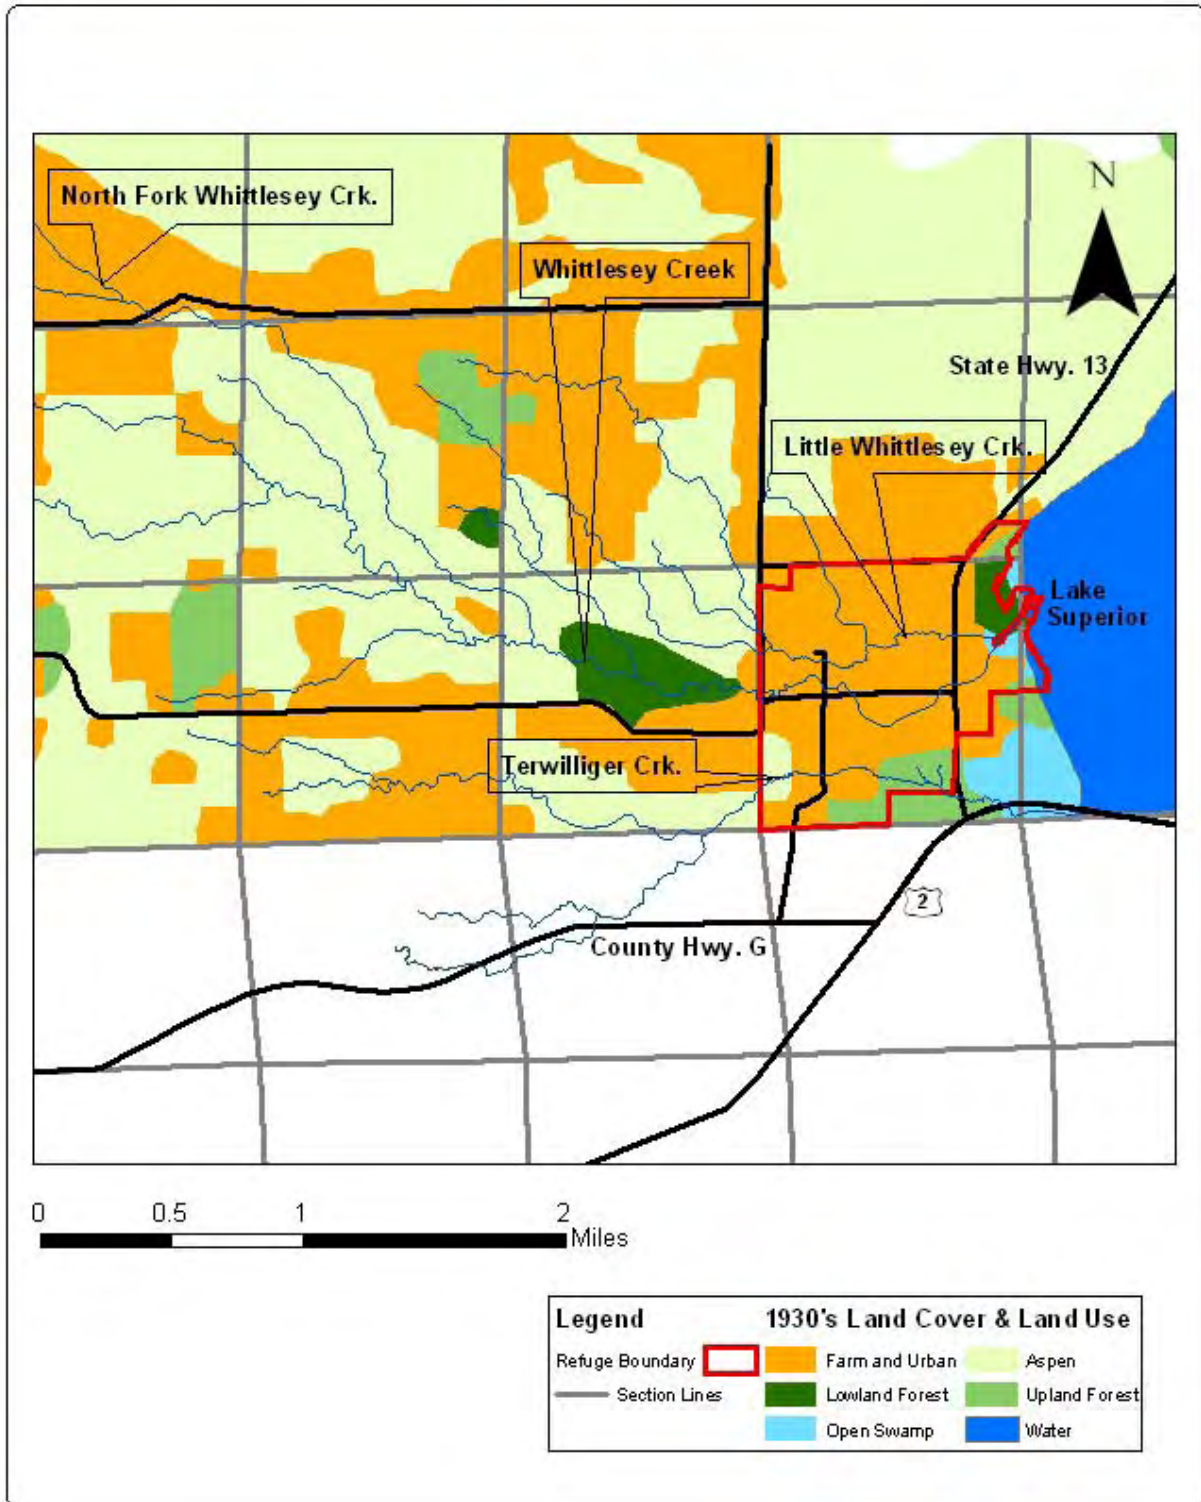 North Fork Whittlesey Crk.
N
Whittlesey Creek
State Hwy. 13
Little Whittlesey Crk.
Lake
Superior
Terwilliger Crk.
2
County Hwy. G
0 0.5 1 2
Miles
Legend 1930's Land Cover & Land Use
Refuge Boundary Farm and Urban Aspen
Section Lines Lowland Forest Upland Forest
Open Swamp Water